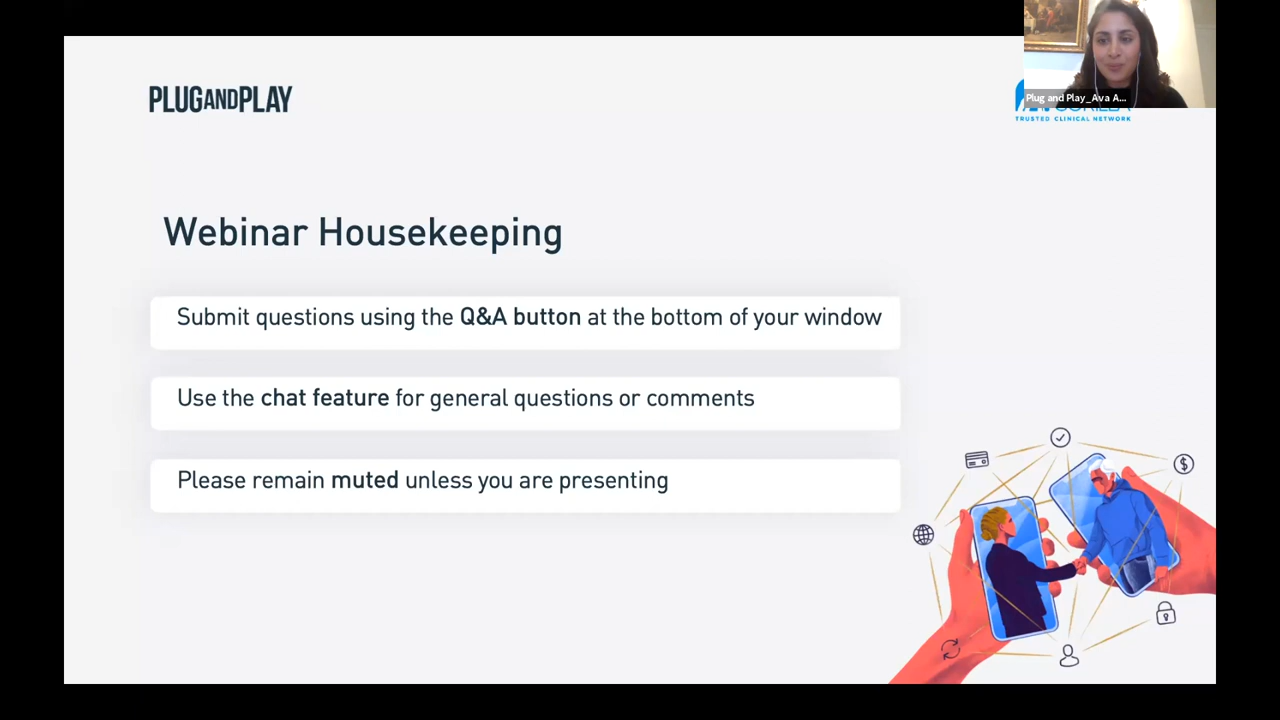 PLUGANDPLAY
Plug and Play_Ava A...
TRUSTED CLINICAL NETWORK
Webinar Housekeeping
Submit questions using the Q&A button at the bottom of your window
Use the chat feature for general questions or comments
Please remain muted unless you are presenting